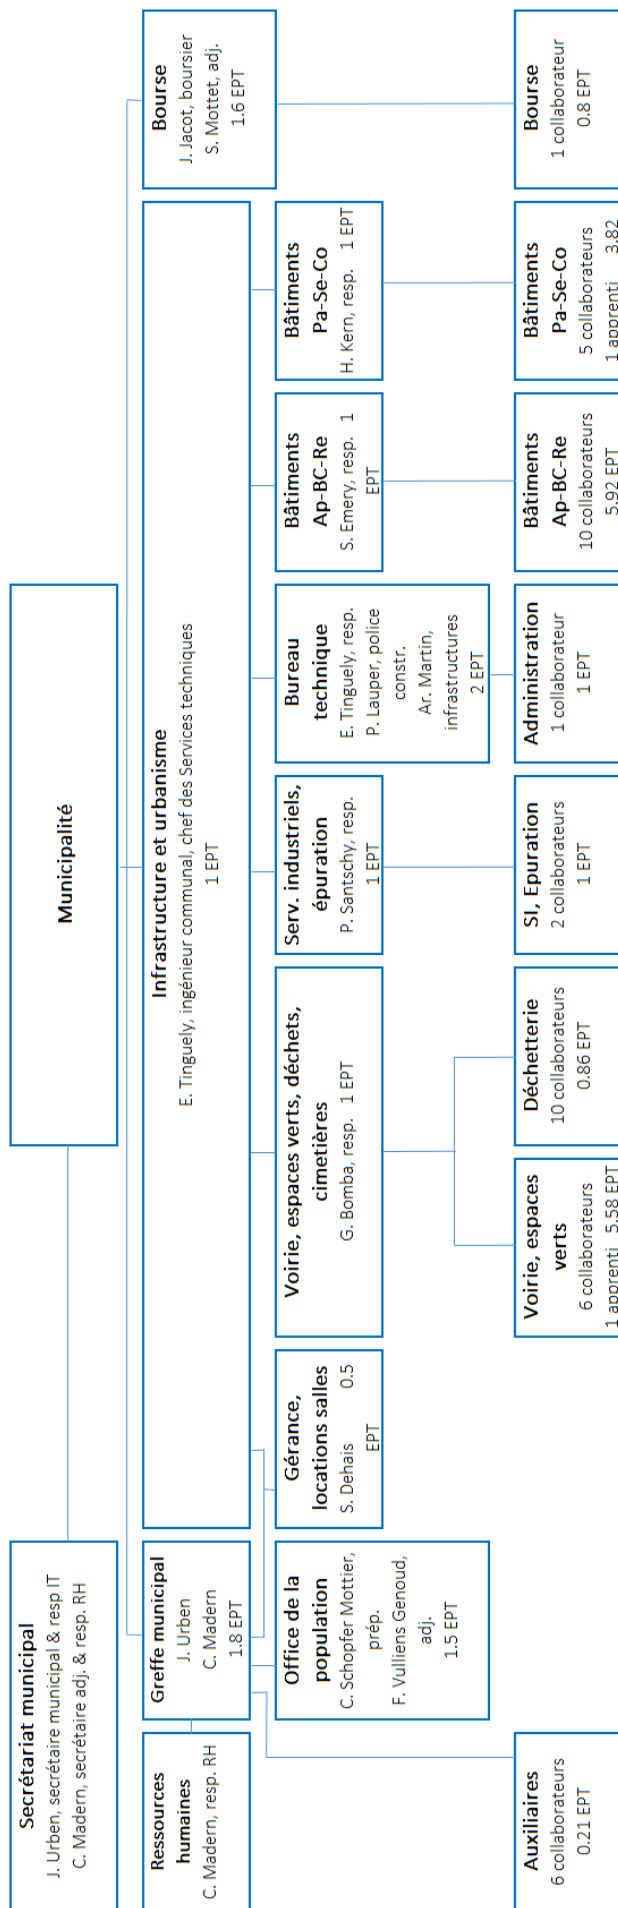 Secrétariat municipal
J. Urben, secrétaire municipal & resp IT
C. Madern, secrétaire adj. & resp. RH
Municipalité
Ressources
humaines
C. Madern, resp. RH
Greffe municipal
J. Urben
C. Madern
1.8 EPT
Infrastructure et urbanisme
E. Tinguely, ingénieur communal, chef des Services techniques
1 EPT
Bourse
J. Jacot, boursier
S. Mottet, adj.
1.6 EPT
Office de la
population
C. Schopfer Mottier,
prép.
F. Vulliens Genoud,
adj.
1.5 EPT
Gérance,
locations salles
S. Dehais 0.5
EPT
Voirie, espaces verts, déchets,
cimetières
G. Bomba, resp. 1 EPT
Serv. industriels,
épuration
P. Santschy, resp.
1 EPT
Bureau
technique
E. Tinguely, resp.
P. Lauper, police
constr.
Ar. Martin,
infrastructures
2 EPT
Bâtiments
Ap-BC-Re
S. Emery, resp. 1
EPT
Bâtiments
Pa-Se-Co
H. Kern, resp. 1 EPT
Auxiliaires
6 collaborateurs
0.21 EPT
Voirie, espaces
verts
6 collaborateurs
1 apprenti 5.58 EPT
Déchetterie
10 collaborateurs
0.86 EPT
SI, Epuration
2 collaborateurs
1 EPT
Administration
1 collaborateur
1 EPT
Bâtiments
Ap-BC-Re
10 collaborateurs
5.92 EPT
Bâtiments
Pa-Se-Co
5 collaborateurs
1 apprenti 3.82
Bourse
1 collaborateur
0.8 EPT